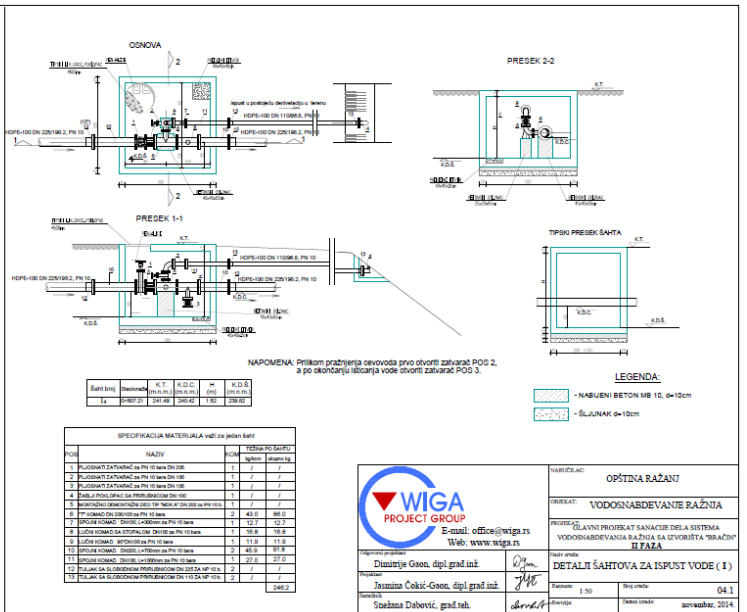 OSNOVA
2
PRESEK 2-2
K.T.
Ispust u postojeću denivelaciju u terenu
HDPE-100 DN 110/96.8, PN 10
HDPE-100 DN 225/198.2, PN 10
HDPE-100 DN 225/198.2, PN 10
1
1
K.D.Š.
K.D.C.
K.D.Š.
2
PRESEK 1-1
K.T.
HDPE-100 DN 110/96.8, PN 10
HDPE-100 DN 225/198.2, PN 10
HDPE-100 DN 225/198.2, PN 10
K.D.C.
K.D.Š.
TIPSKI PRESEK ŠAHTA
K.T.
K.D.C.
K.D.Š.
NAPOMENA: Prilikom pražnjenja cevovoda prvo otvoriti zatvarač POS 2,
a po okončanju isticanja vode otvoriti zatvarač POS 3.
LEGENDA:
- NABIJENI BETON MB 10, d=10cm
- ŠLJUNAK d=10cm
Šaht broj Stacionaža K.T. (m.n.m.) K.D.C. (m.n.m.) H (m) K.D.Š. (m.n.m.)
0+507.21 241.49 240.42 1.52
SPECIFIKACIJA MATERIJALA važi za jedan šaht
POS NAZIV KOM TEŽINA PO ŠAHTU
kg/kom ukupno kg
1 PLJOSNATI ZATVARAČ za PN 10 bara DN 200 1 / /
2 PLJOSNATI ZATVARAČ za PN 10 bara DN 100 1 / /
3 PLJOSNATI ZATVARAČ za PN 10 bara DN 100 1 / /
4 ŽABLJI POKLOPAC SA PRIRUBNICOM DN 100 1 / /
5 MONTAŽNO DEMONTAŽNI DEO TIP "MDK A" DN 200 za PN 10 b. 1 / /
6 "T" KOMAD DN 200/100 za PN 10 bara 2 43.0 86.0
7 SPOJNI KOMAD DN100, L=300mm za PN 10 bara 1 12.7 12.7
8 LUČNI KOMAD SA STOPALOM DN100 za PN 10 bara 1 16.8 16.8
9 LUČNI KOMAD 90°DN100 za PN 10 bara 1 11.9 11.9
10 SPOJNI KOMAD DN200, L=700mm za PN 10 bara 2 45.9 91.8
11 SPOJNI KOMAD DN100, L=1000mm za PN 10 bara 1 27.0 27.0
12 TULJAK SA SLOBODNOM PRIRUBNICOM DN 225 ZA NP 10 b. 2 / /
13 TULJAK SA SLOBODNOM PRIRUBNICOM DN 110 ZA NP 10 b. 2 / /
246.2
WIGA
PROJECT GROUP
E-mail: office@wiga.rs
Web: www.wiga.rs
Odgovorni projektant
Dimitrije Gaon, dipl.grad.inž.
Projektant
Jasmina Čokić-Gaon, dipl.grad.inž.
Saradnik
Snežana Dabović, grad.teh.
NARUČILAC:
OPŠTINA RAŽANJ
OBJEKAT:
VODOSNABDEVANJE RAŽNJA
PROJEKAT:
GLAVNI PROJEKAT SANACIJE DELA SISTEMA
VODOSNABDEVANJA RAŽNJA SA IZVORIŠTA "BRAČIN"
II FAZA
Naziv crteža:
DETALJI ŠAHTOVA ZA ISPUST VODE ( I )
Razmera: 1:50
Broj crteža: 04.1
Revizija:
Datum izrade: novembar, 2014.